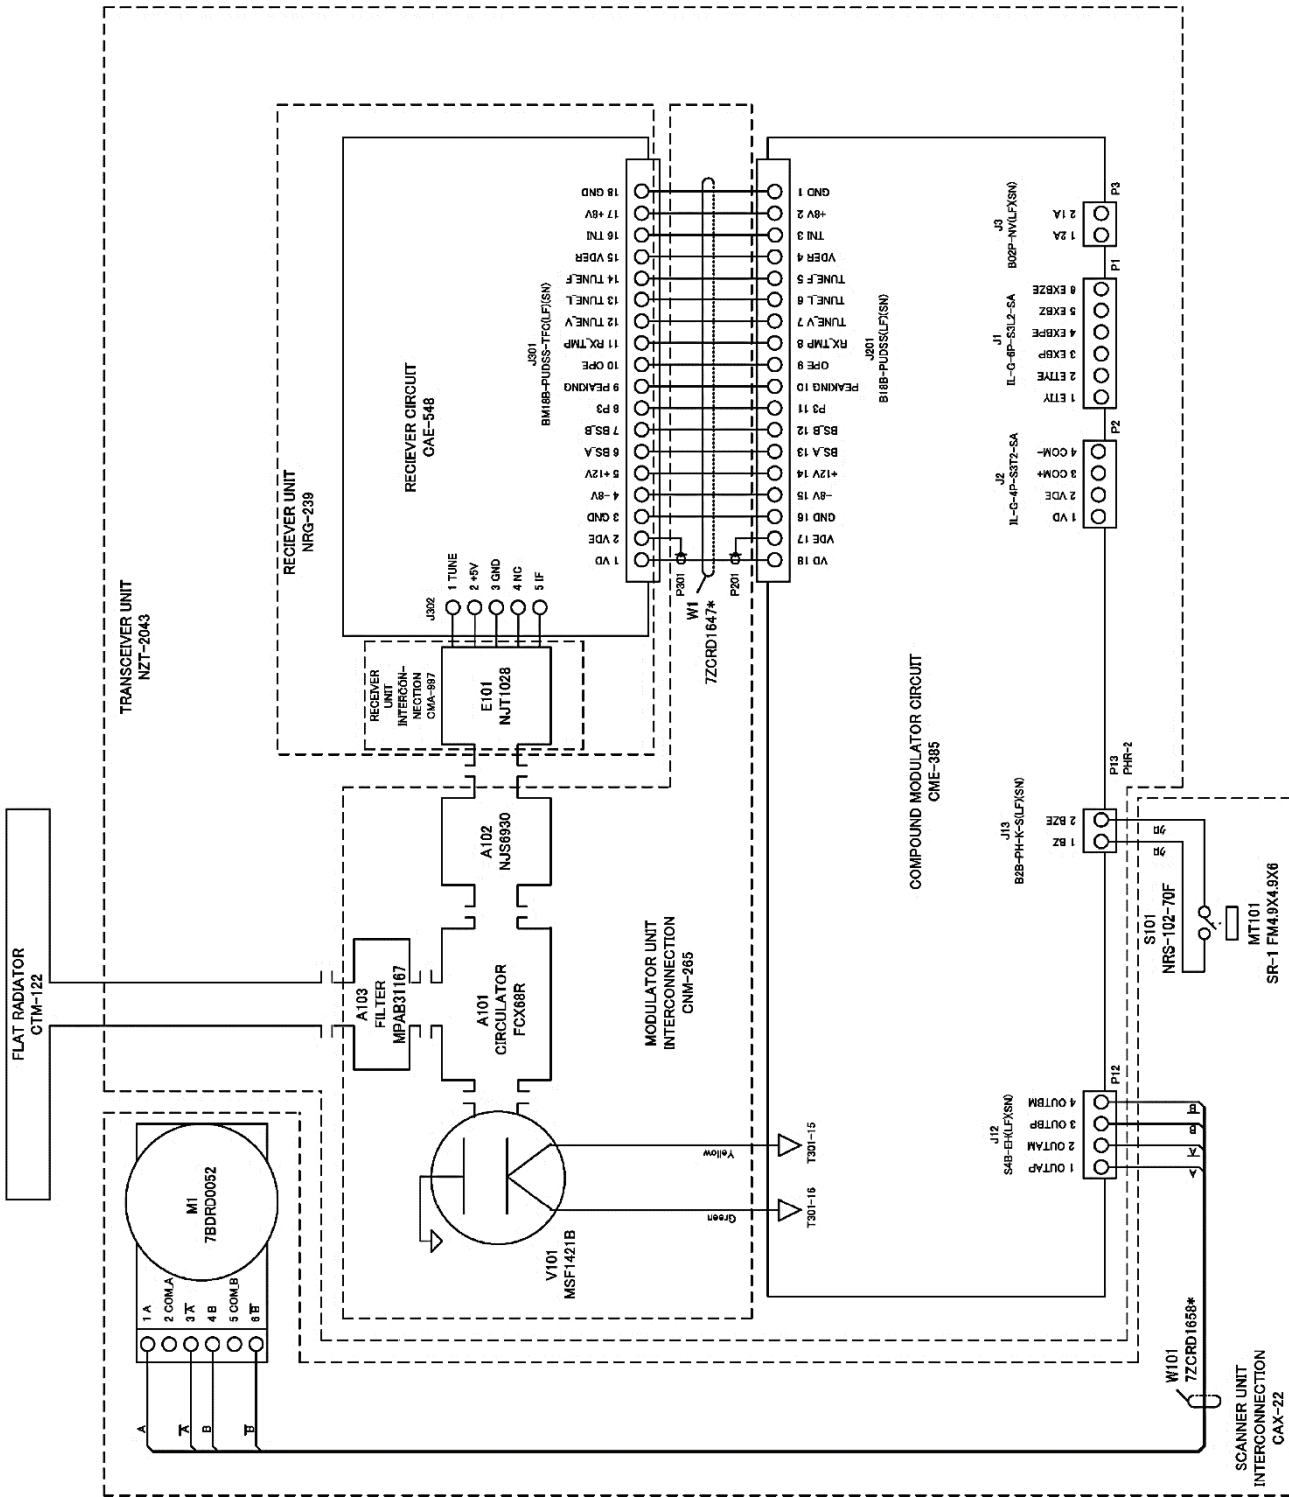 FLAT RADIATOR
CTM-122
TRANSCEIVER UNIT
NZT-2043
RECIEVER UNIT
NRG-239
RECIEVER CIRCUIT
CAE-548
J301
BM18B-PUDSS-TFC(LF)(SN)
18 GND
17 +8V
16 TNI
15 VDER
14 TUNE_F
13 TUNE_L
12 TUNE_V
11 RX_TMP
10 OPE
9 PEAKING
8 P3
7 BS_B
6 BS_A
5 +12V
4 -8V
3 GND
2 VDE
1 VD
GND 1
+8V 2
TNI 3
VDER 4
TUNE_F 5
TUNE_L 6
TUNE_V 7
RX_TMP 8
OPE 9
PEAKING 10
P3 11
BS_B 12
BS_A 13
+12V 14
-8V 15
GND 16
VDE 17
VD 18
J201
B18B-PUDSS(LF)(SN)
P301
P201
W1
7ZCRD1647*
J302
1 TUNE
2 +5V
3 GND
4 NC
5 IF
RECEIVER
UNIT
INTERCON-
NECTION
CMA-997
E101
NJT1028
A102
NJS6930
A103
FILTER
MPAB31167
A101
CIRCULATOR
FCX68R
MODULATOR UNIT
INTERCONNECTION
CNM-265
V101
MSF1421B
Yellow
Green
T301-15
T301-16
COMPOUND MODULATOR CIRCUIT
CME-385
P3
J3
B02P-NV(LF)(SN)
2 1A
1 2A
P1
J1
IL-G-6P-S3L2-SA
6 EXBZE
5 EXBZ
4 EXBPE
3 EXBP
2 ETIYE
1 ETIY
P2
J2
IL-G-4P-S3T2-SA
4 COM-
3 COM+
2 VDE
1 VD
P13
PHR-2
J13
B2B-PH-K-S(LF)(SN)
2 BZE
1 BZ
クロ
クロ
S101
NRS-102-70F
MT101
SR-1 FM4.9X4.9X6
P12
J12
S4B-EH(LF)(SN)
4 OUTBM
3 OUTBP
2 OUTAM
1 OUTAP
B̅
B
A̅
A
M1
7BDRD0052
1 A
2 COM_A
3 A̅
4 B
5 COM_B
6 B̅
A
A̅
B
B̅
W101
7ZCRD1658*
SCANNER UNIT
INTERCONNECTION
CAX-22